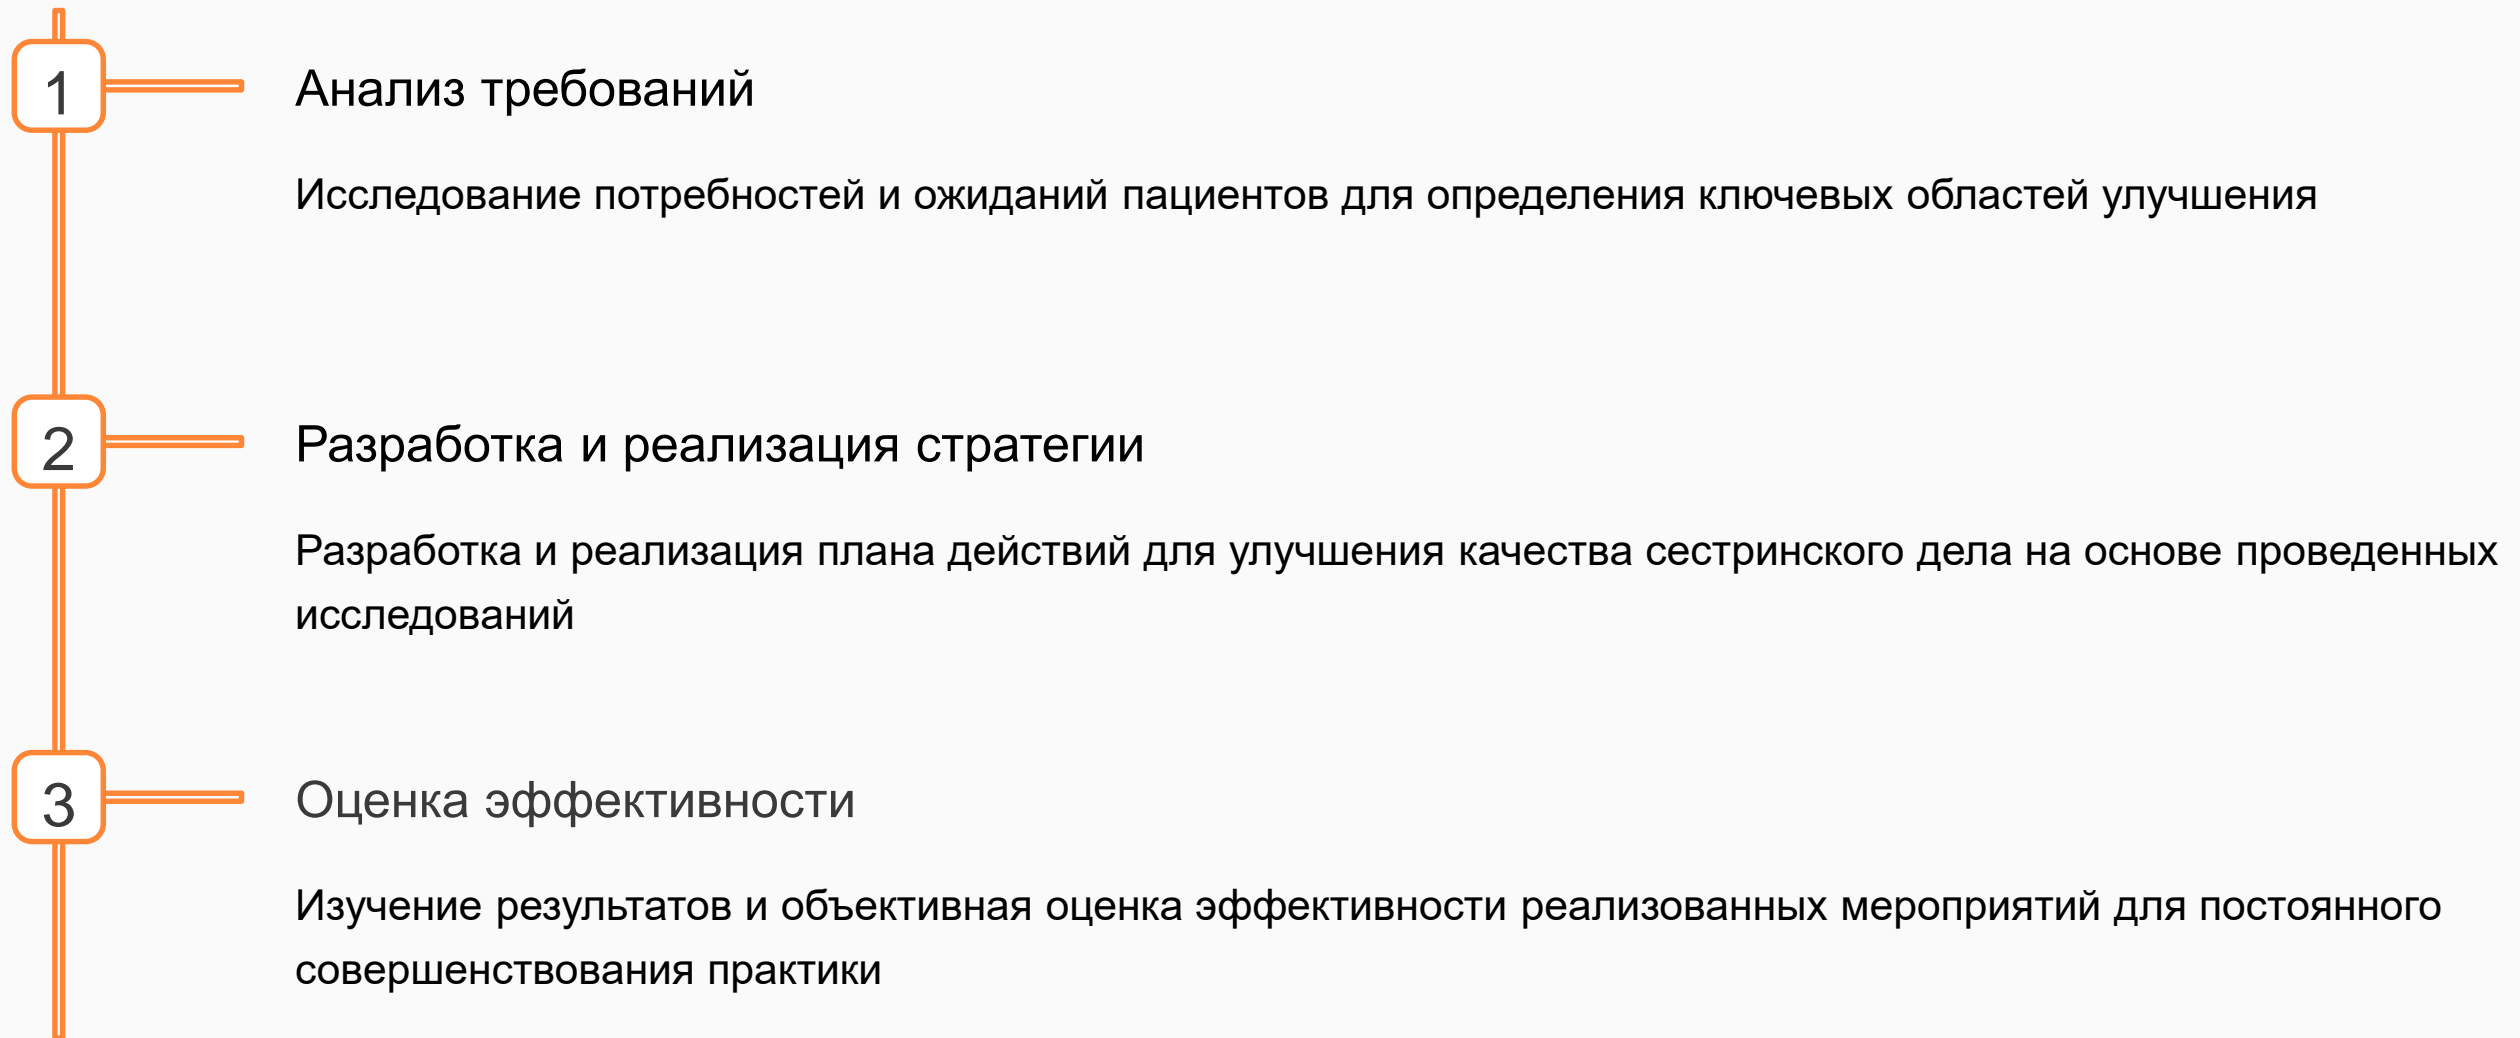 1
Анализ требований
Исследование потребностей и ожиданий пациентов для определения ключевых областей улучшения
2
Разработка и реализация стратегии
Разработка и реализация плана действий для улучшения качества сестринского дела на основе проведенных
исследований
3
Оценка эффективности
Изучение результатов и объективная оценка эффективности реализованных мероприятий для постоянного
совершенствования практики